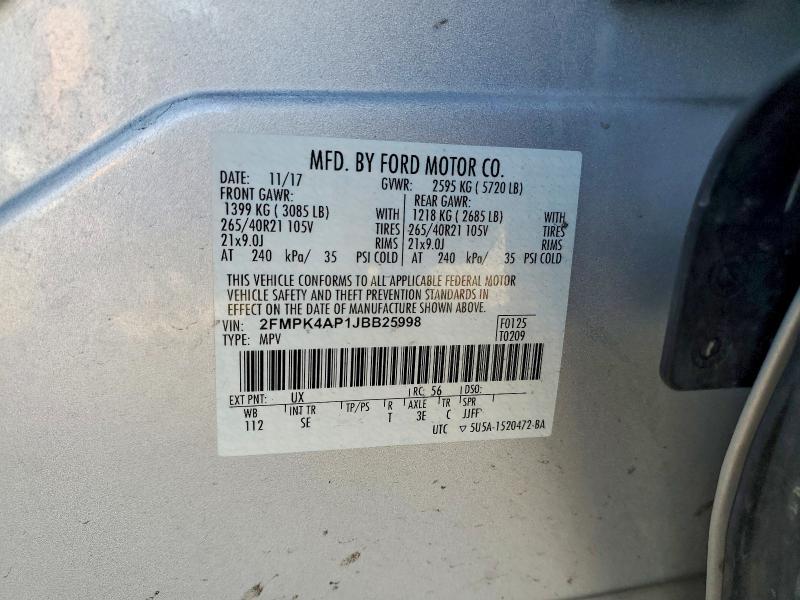 MFD. BY FORD MOTOR CO.
DATE: 11/17 GVWR: 2595 KG ( 5720 LB)
FRONT GAWR: REAR GAWR:
1399 KG ( 3085 LB) WITH 1218 KG ( 2685 LB) WITH
265/40R21 105V TIRES 265/40R21 105V TIRES
21x9.0J RIMS 21x9.0J RIMS
AT 240 kPa/ 35 PSI COLD AT 240 kPa/ 35 PSI COLD
THIS VEHICLE CONFORMS TO ALL APPLICABLE FEDERAL MOTOR
VEHICLE SAFETY AND THEFT PREVENTION STANDARDS IN
EFFECT ON THE DATE OF MANUFACTURE SHOWN ABOVE.
VIN: 2FMPK4AP1JBB25998 F0125
TYPE: MPV T0209
EXT PNT: UX RC: 56 DSO:
WB INT TR TP/PS R AXLE TR SPR
112 SE T 3E C JJFF
UTC ▽ 5U5A-1520472-BA